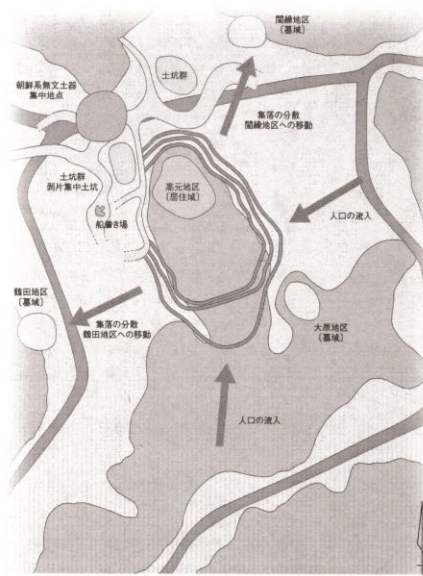 閨繰地区
〔墓域〕
朝鮮系無文土器
集中地点
土坑群
集落の分散
閨繰地区への移動
土坑群
剥片集中土坑
高元地区
〔居住域〕
船着き場
人口の流入
鶴田地区
〔墓域〕
集落の分散
鶴田地区への移動
大原地区
〔墓域〕
人口の流入